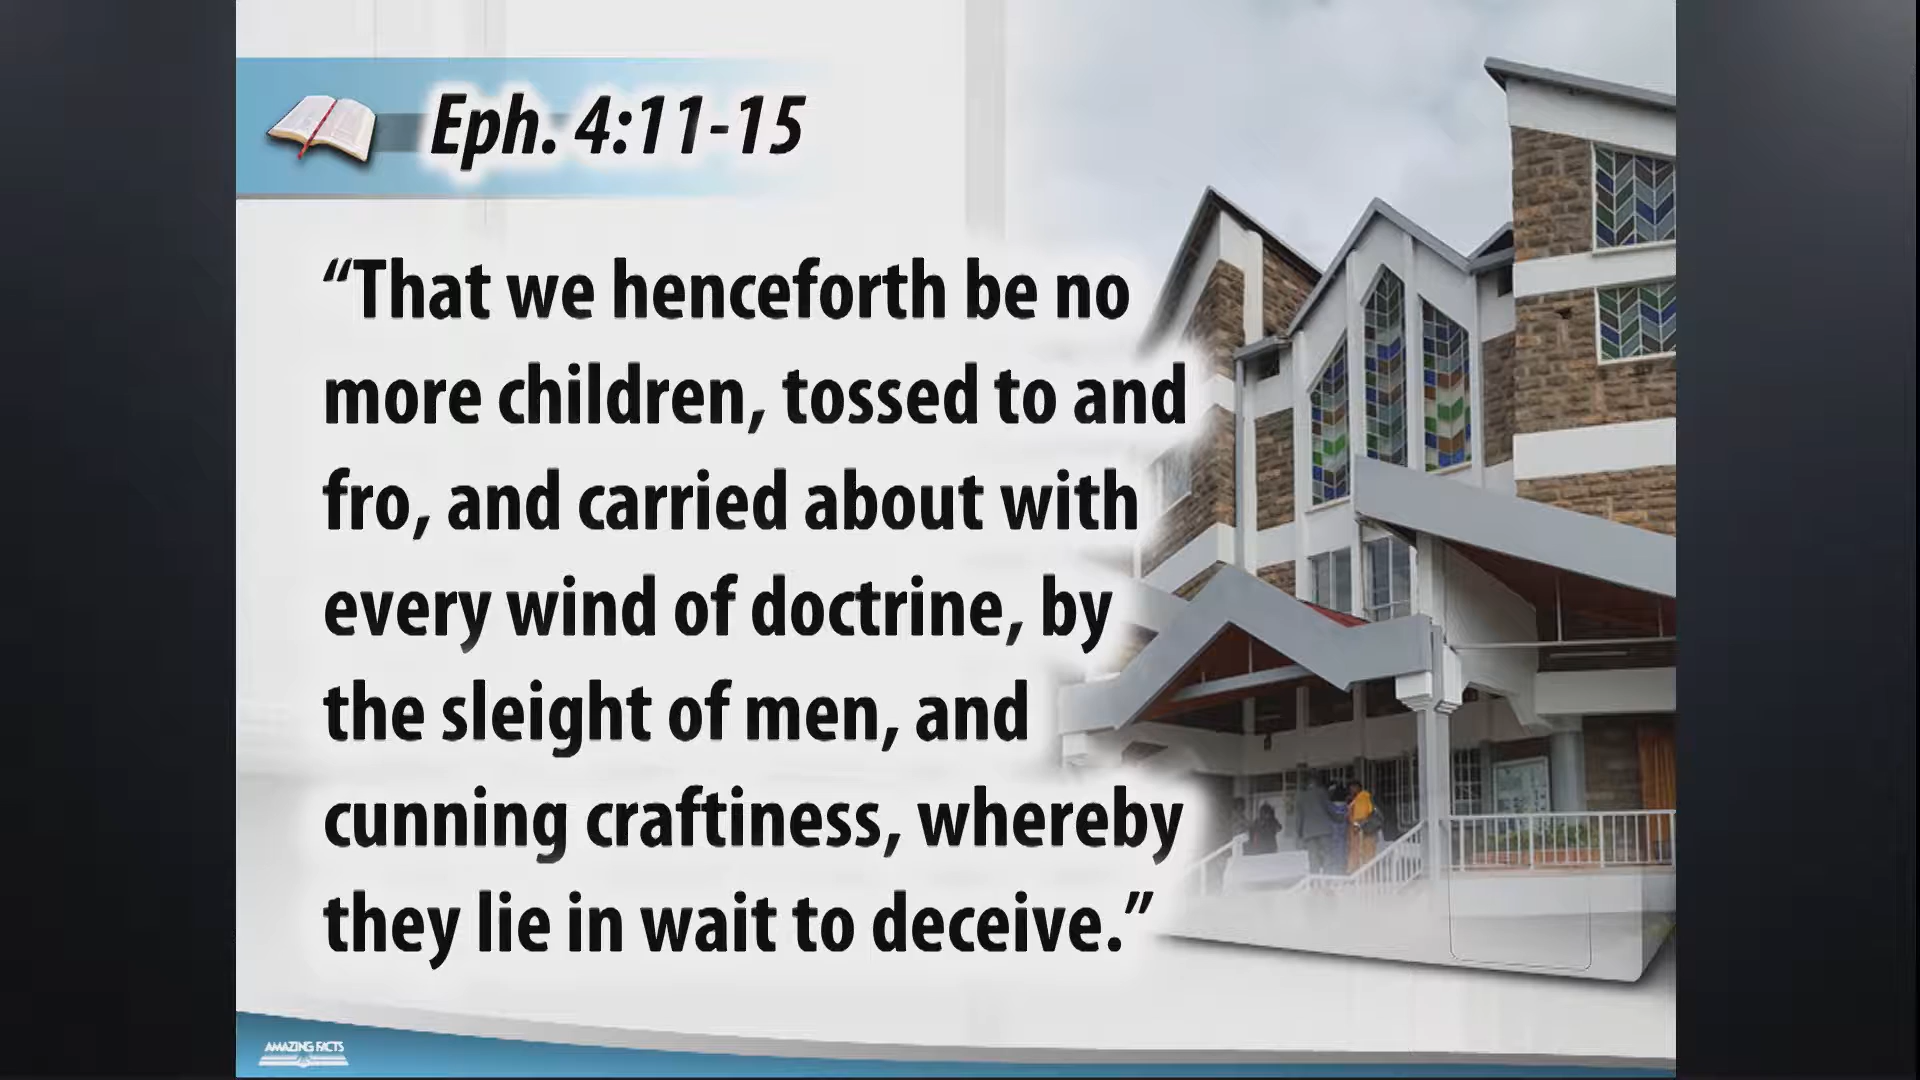 Eph. 4:11-15
“That we henceforth be no
more children, tossed to and
fro, and carried about with
every wind of doctrine, by
the sleight of men, and
cunning craftiness, whereby
they lie in wait to deceive.”
AMAZING FACTS